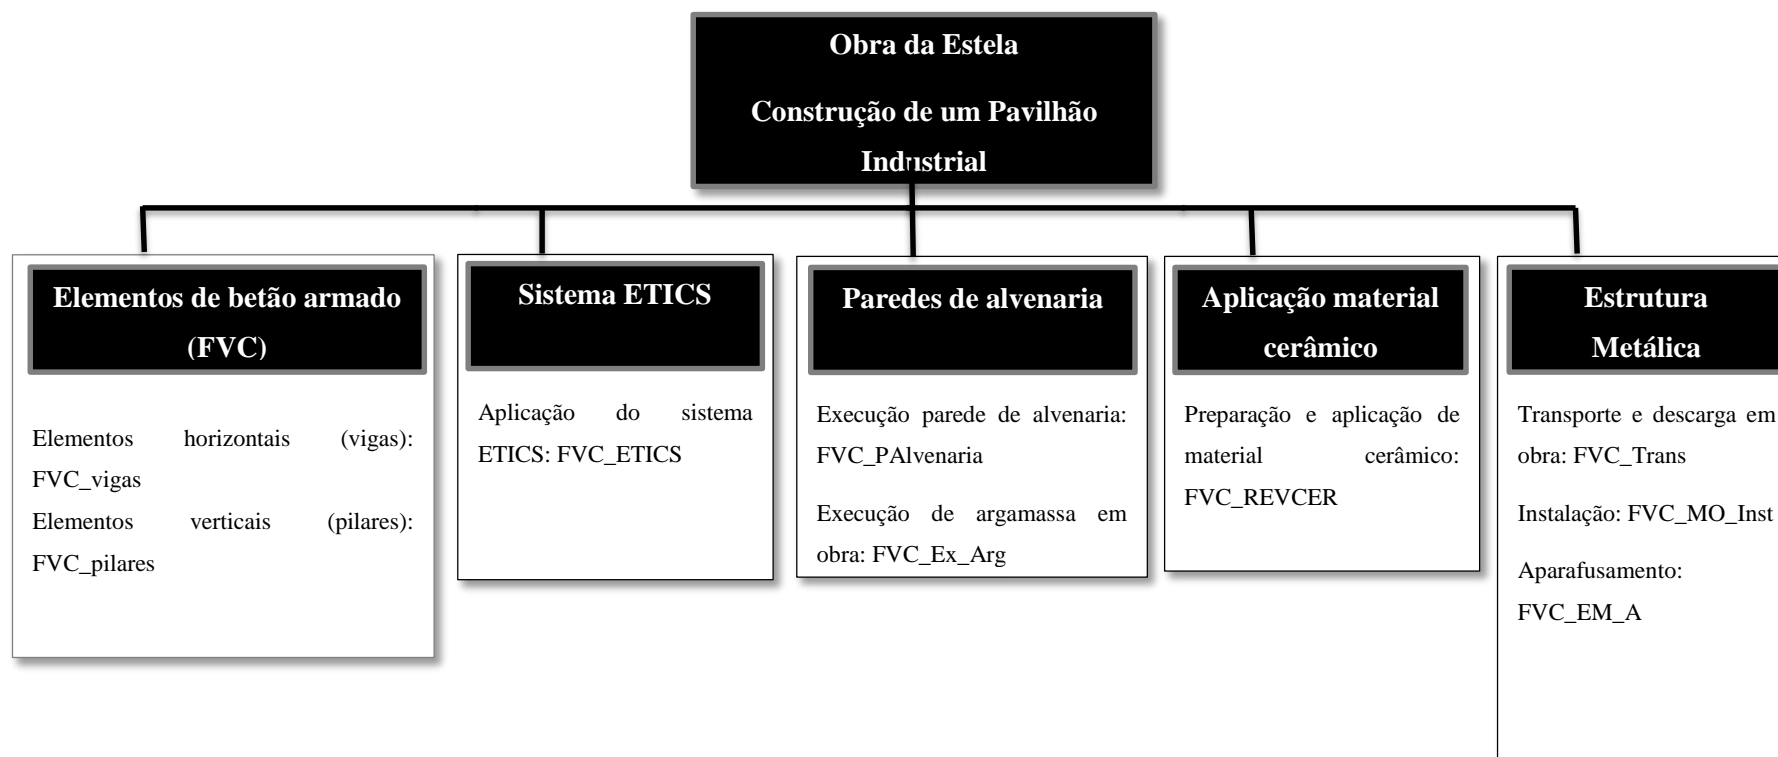 Obra da Estela
Construção de um Pavilhão
Industrial
Elementos de betão armado
(FVC)
Elementos horizontais (vigas):
FVC_vigas
Elementos verticais (pilares):
FVC_pilares
Sistema ETICS
Aplicação do sistema
ETICS: FVC_ETICS
Paredes de alvenaria
Execução parede de alvenaria:
FVC_PAlvenaria
Execução de argamassa em
obra: FVC_Ex_Arg
Aplicação material
cerâmico
Preparação e aplicação de
material cerâmico:
FVC_REVCER
Estrutura
Metálica
Transporte e descarga em
obra: FVC_Trans
Instalação: FVC_MO_Inst
Aparafusamento:
FVC_EM_A